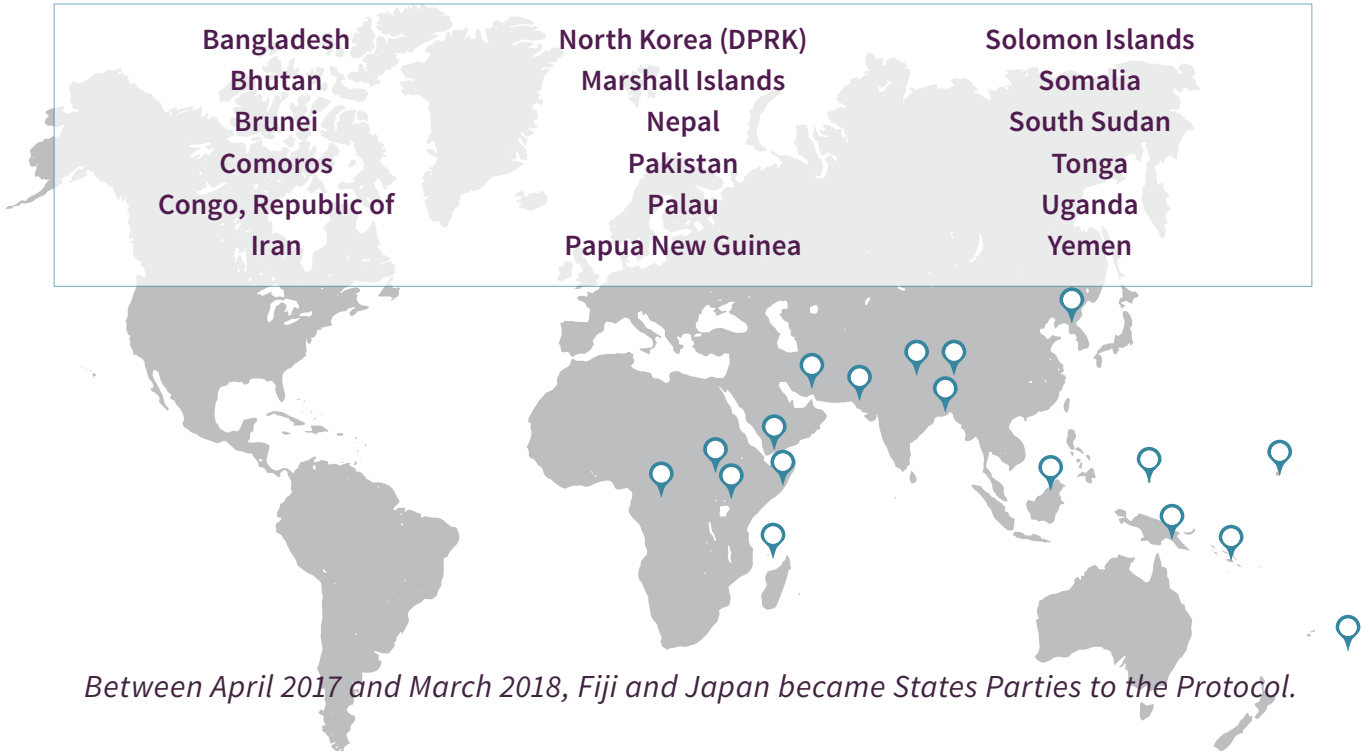 Bangladesh
Bhutan
Brunei
Comoros
Congo, Republic of
Iran
North Korea (DPRK)
Marshall Islands
Nepal
Pakistan
Palau
Papua New Guinea
Solomon Islands
Somalia
South Sudan
Tonga
Uganda
Yemen
Between April 2017 and March 2018, Fiji and Japan became States Parties to the Protocol.